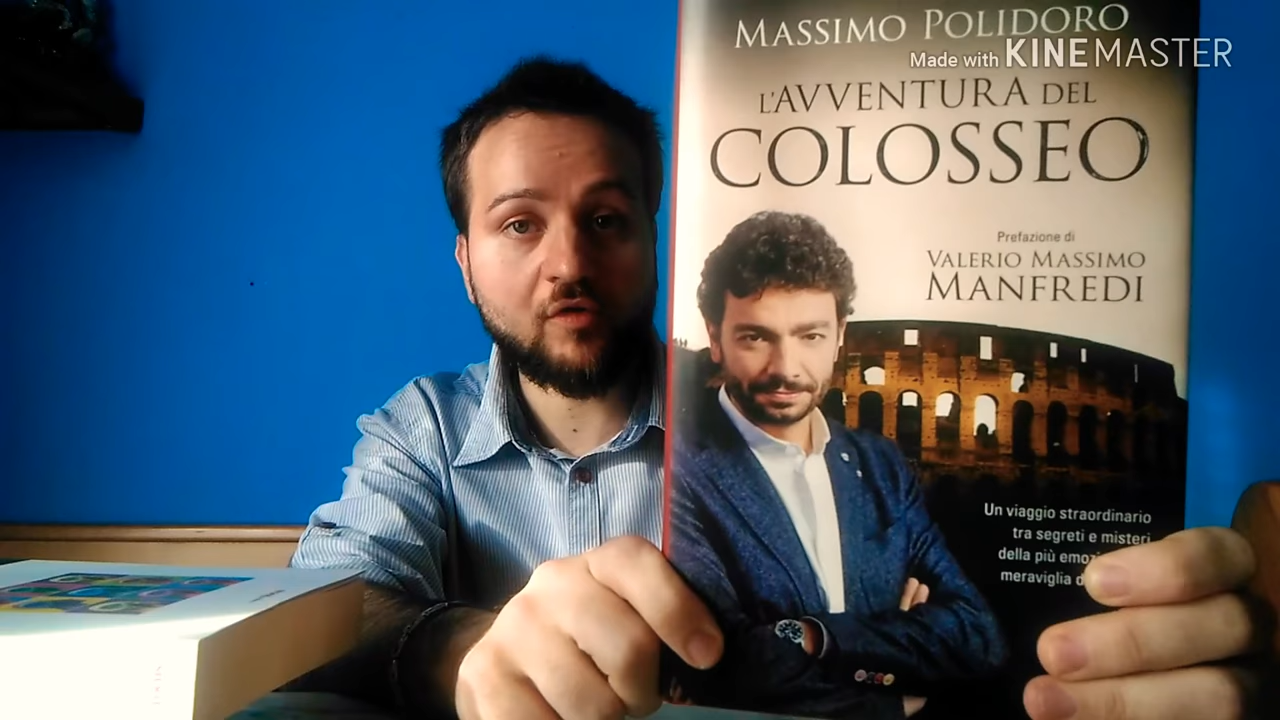 MASSIMO POLIDORO
Made with KINEMASTER
L'AVVENTURA DEL
COLOSSEO
Prefazione di
VALERIO MASSIMO
MANFREDI
Un viaggio straordinario
tra segreti e misteri
della più
meraviglia